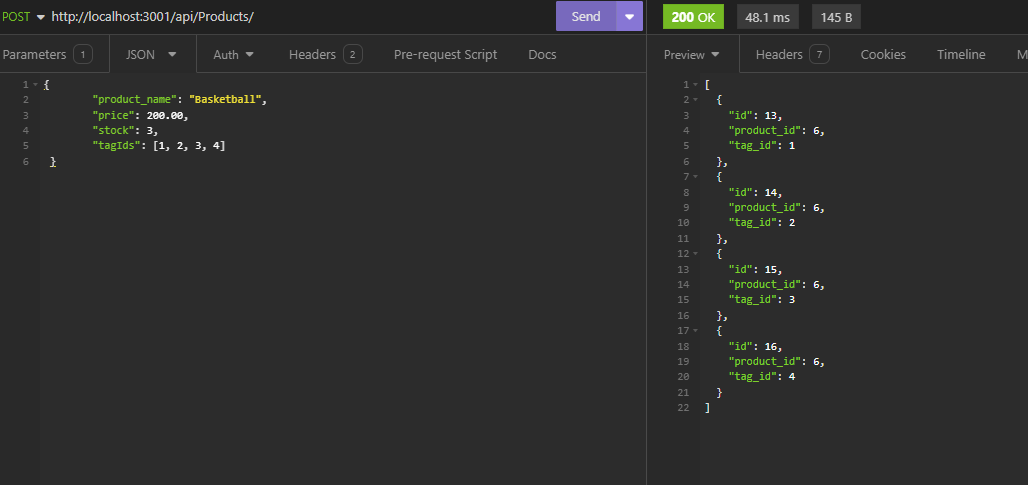 POST http://localhost:3001/api/Products/ Send 200 OK 48.1 ms 145 B
Parameters 1 JSON Auth Headers 2 Pre-request Script Docs Preview Headers 7 Cookies Timeline M
1 {
2 "product_name": "Basketball",
3 "price": 200.00,
4 "stock": 3,
5 "tagIds": [1, 2, 3, 4]
6 }
1 [
2 {
3 "id": 13,
4 "product_id": 6,
5 "tag_id": 1
6 },
7 {
8 "id": 14,
9 "product_id": 6,
10 "tag_id": 2
11 },
12 {
13 "id": 15,
14 "product_id": 6,
15 "tag_id": 3
16 },
17 {
18 "id": 16,
19 "product_id": 6,
20 "tag_id": 4
21 }
22 ]